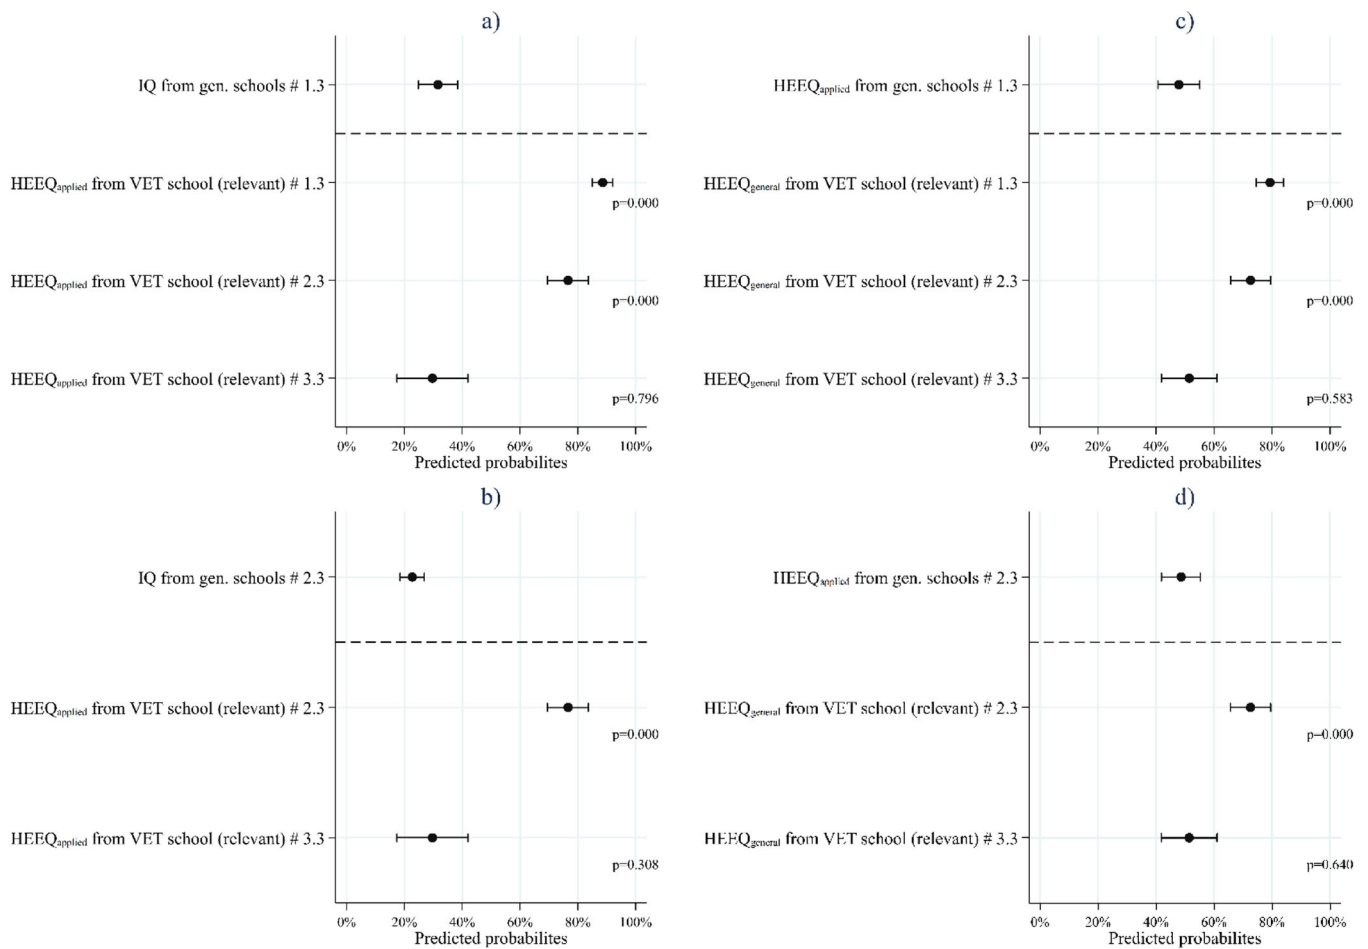 a)
IQ from gen. schools # 1.3
HEEQapplied from VET school (relevant) # 1.3
p=0.000
HEEQapplied from VET school (relevant) # 2.3
p=0.000
HEEQapplied from VET school (relevant) # 3.3
p=0.796
0% 20% 40% 60% 80% 100%
Predicted probabilites
c)
HEEQapplied from gen. schools # 1.3
HEEQgeneral from VET school (relevant) # 1.3
p=0.000
HEEQgeneral from VET school (relevant) # 2.3
p=0.000
HEEQgeneral from VET school (relevant) # 3.3
p=0.583
0% 20% 40% 60% 80% 100%
Predicted probabilites
b)
IQ from gen. schools # 2.3
HEEQapplied from VET school (relevant) # 2.3
p=0.000
HEEQapplied from VET school (relevant) # 3.3
p=0.308
0% 20% 40% 60% 80% 100%
Predicted probabilites
d)
HEEQapplied from gen. schools # 2.3
HEEQgeneral from VET school (relevant) # 2.3
p=0.000
HEEQgeneral from VET school (relevant) # 3.3
p=0.640
0% 20% 40% 60% 80% 100%
Predicted probabilites